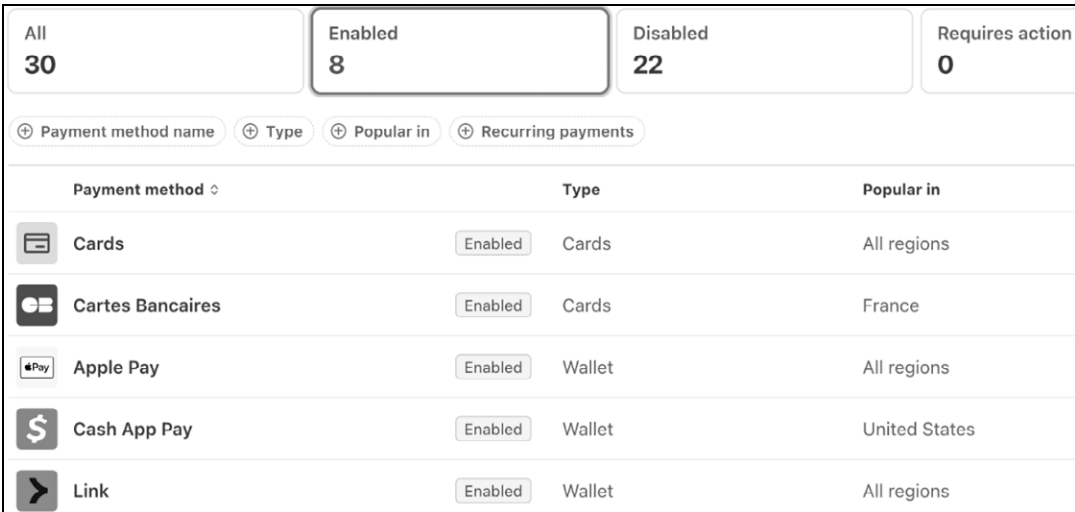 All Enabled Disabled Requires action
30 8 22 0
Payment method name Type Popular in Recurring payments
Payment method Type Popular in
Cards Enabled Cards All regions
Cartes Bancaires Enabled Cards France
Pay Apple Pay Enabled Wallet All regions
$ Cash App Pay Enabled Wallet United States
Link Enabled Wallet All regions